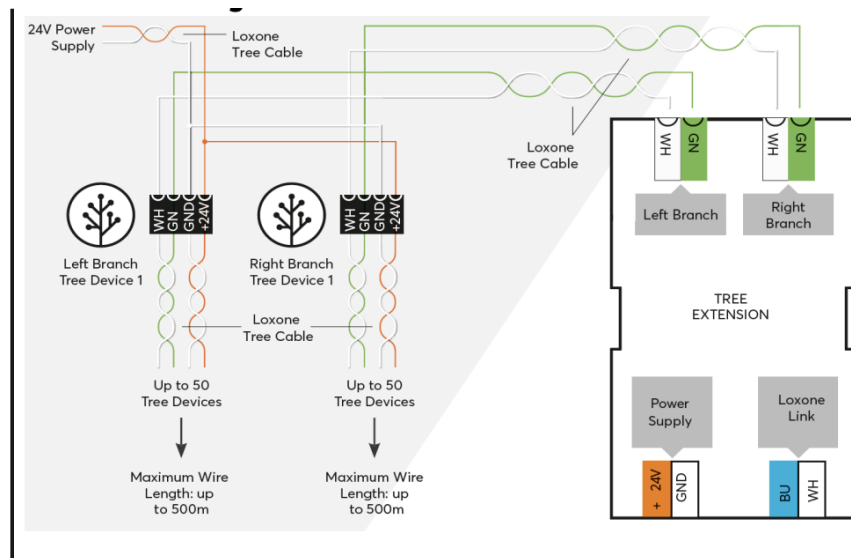 24V Power
Supply
Loxone
Tree Cable
Loxone
Tree Cable
WH
GN
GND
+24V
WH
GN
GND
+24V
Left Branch
Tree Device 1
Right Branch
Tree Device 1
Loxone
Tree Cable
Up to 50
Tree Devices
Up to 50
Tree Devices
Maximum Wire
Length: up
to 500m
Maximum Wire
Length: up
to 500m
WH
GN
WH
GN
Left Branch
Right
Branch
TREE
EXTENSION
Power
Supply
Loxone
Link
+ 24V
GND
BU
WH